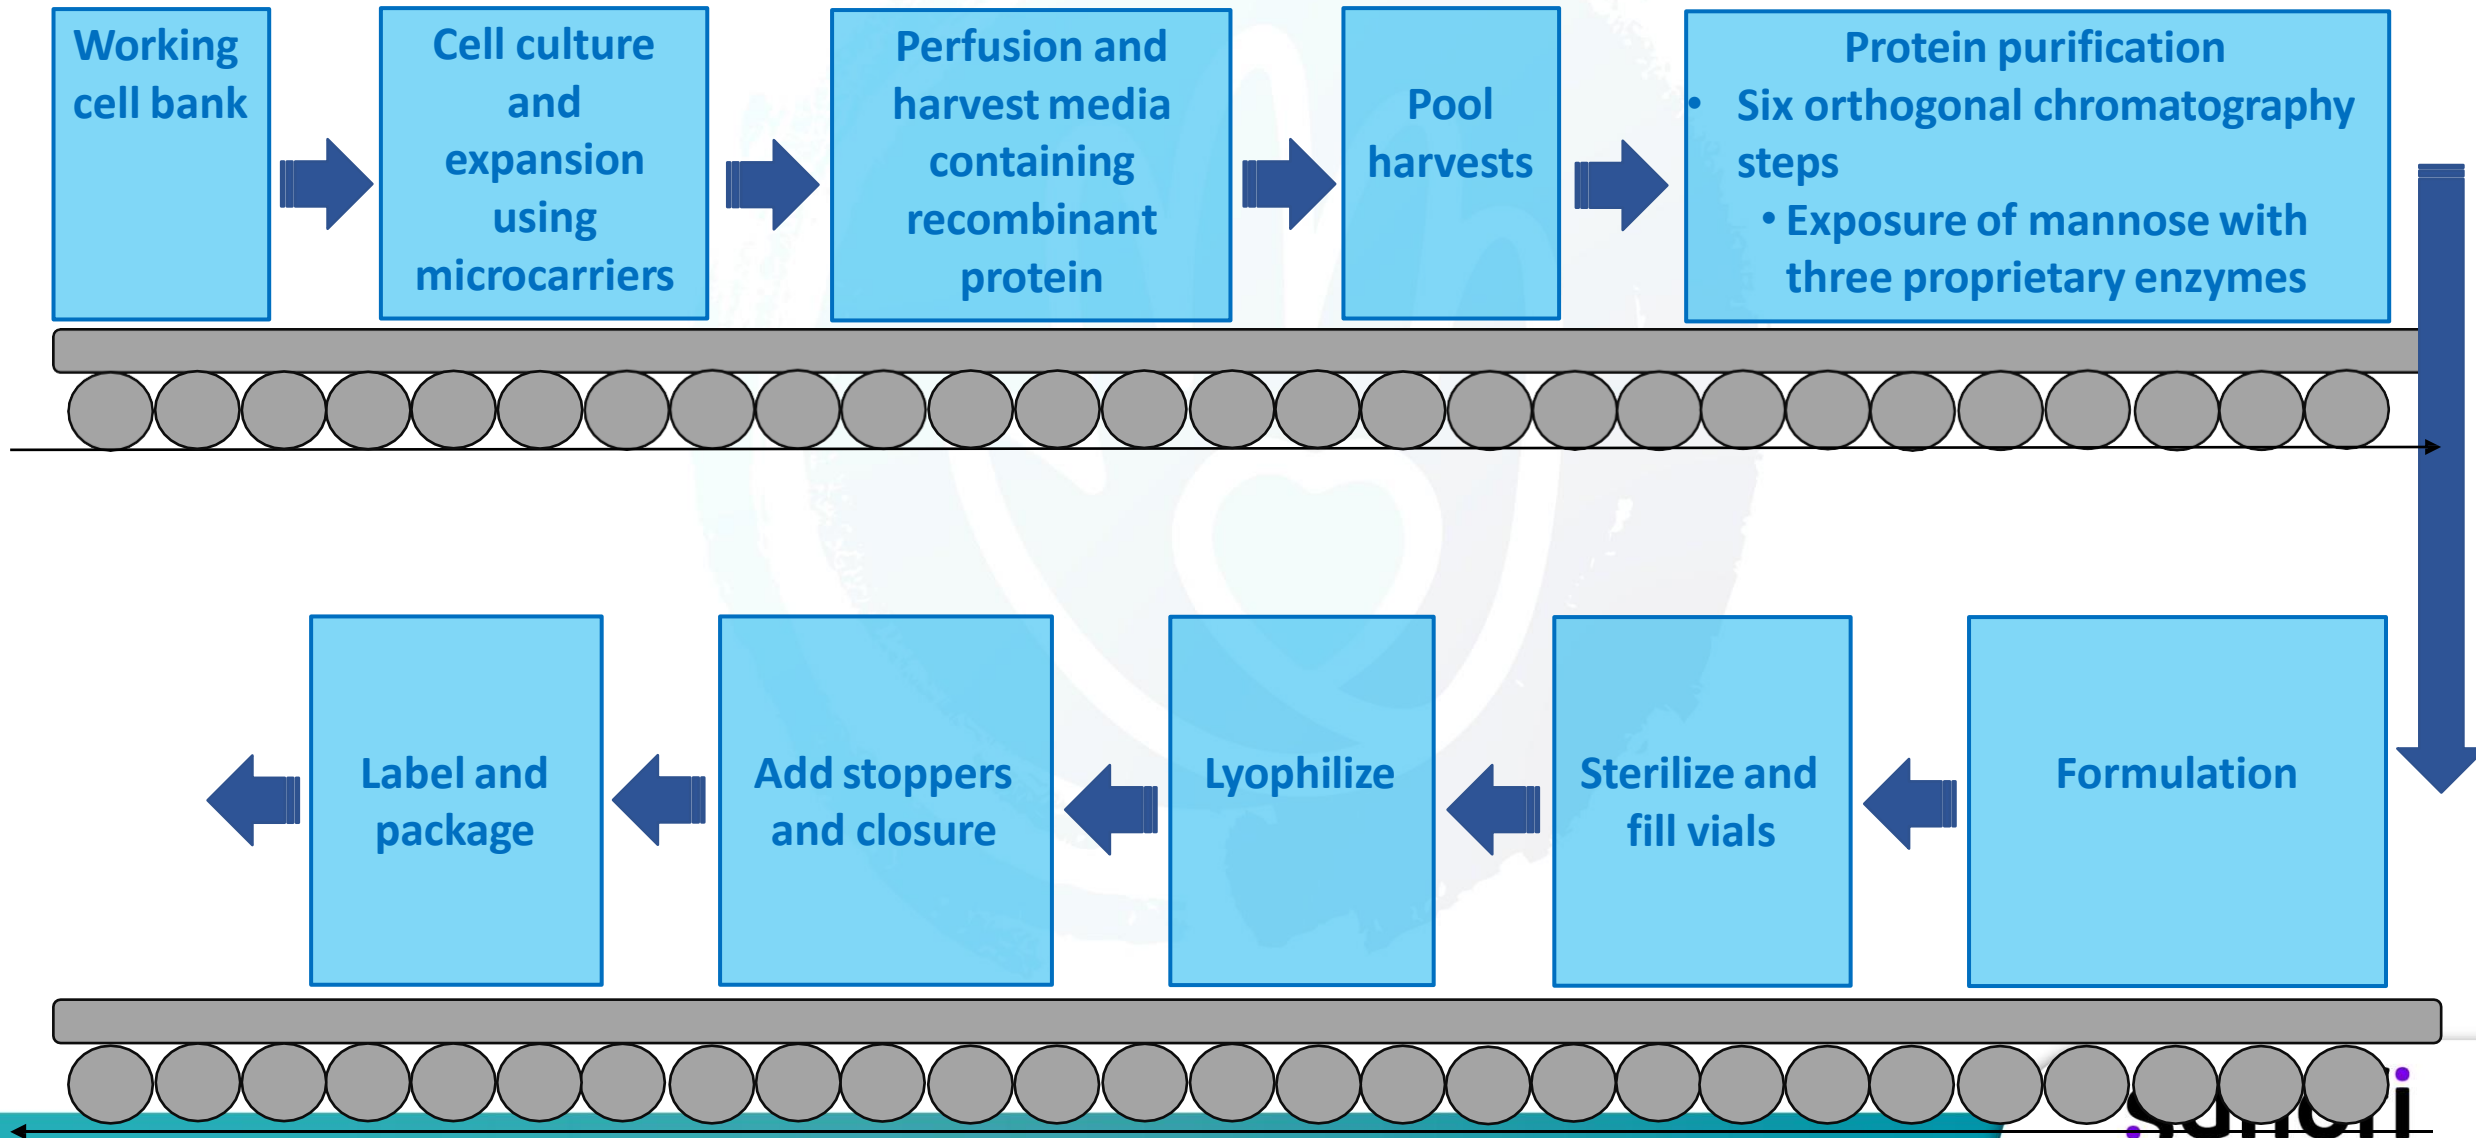 Working
cell bank
Cell culture
and
expansion
using
microcarriers
Perfusion and
harvest media
containing
recombinant
protein
Pool
harvests
Protein purification
• Six orthogonal chromatography
steps
• Exposure of mannose with
three proprietary enzymes
Formulation
Sterilize and
fill vials
Lyophilize
Add stoppers
and closure
Label and
package